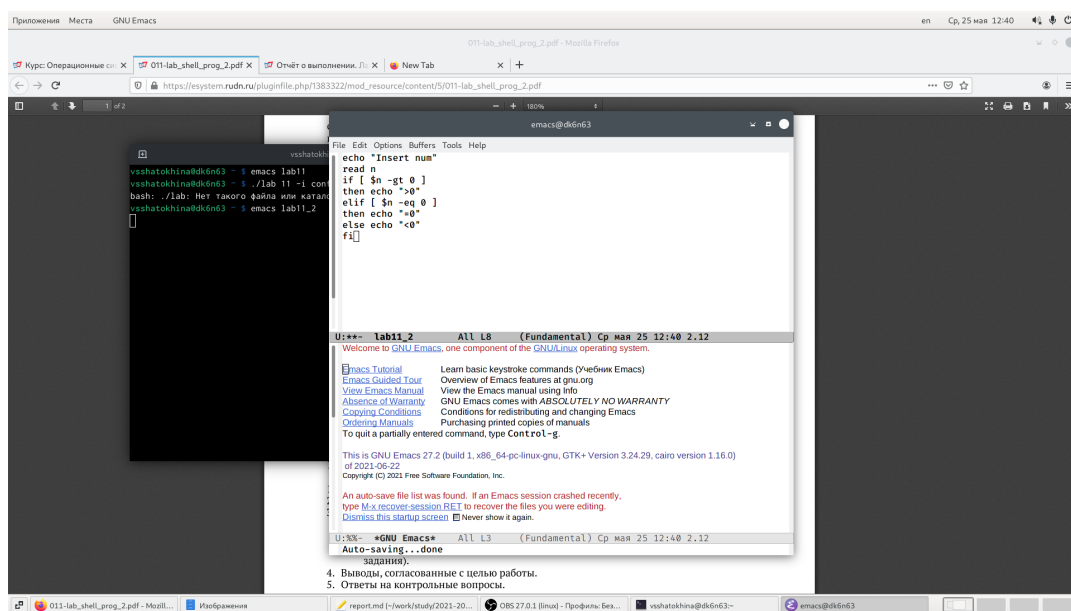 Приложения Места GNU Emacs en Ср, 25 мая 12:40
011-lab_shell_prog_2.pdf - Mozilla Firefox
Курс: Операционные си 011-lab_shell_prog_2.pdf Отчёт о выполнении. Ла New Tab
https://esystem.rudn.ru/pluginfile.php/1383322/mod_resource/content/5/011-lab_shell_prog_2.pdf
1 of 2 180%
emacs@dk6n63
vsshatokh
vsshatokhina@dk6n63 ~ $ emacs lab11
vsshatokhina@dk6n63 ~ $ ./lab 11 -i con
bash: ./lab: Нет такого файла или катало
vsshatokhina@dk6n63 ~ $ emacs lab11_2
File Edit Options Buffers Tools Help
echo "Insert num"
read n
if [ $n -gt 0 ]
then echo ">0"
elif [ $n -eq 0 ]
then echo "=0"
else echo "<0"
fi
U:**- lab11_2 All L8 (Fundamental) Ср мая 25 12:40 2.12
Welcome to GNU Emacs, one component of the GNU/Linux operating system.
Emacs Tutorial Learn basic keystroke commands (Учебник Emacs)
Emacs Guided Tour Overview of Emacs features at gnu.org
View Emacs Manual View the Emacs manual using Info
Absence of Warranty GNU Emacs comes with ABSOLUTELY NO WARRANTY
Copying Conditions Conditions for redistributing and changing Emacs
Ordering Manuals Purchasing printed copies of manuals
To quit a partially entered command, type Control-g.
This is GNU Emacs 27.2 (build 1, x86_64-pc-linux-gnu, GTK+ Version 3.24.29, cairo version 1.16.0)
of 2021-06-22
Copyright (C) 2021 Free Software Foundation, Inc.
An auto-save file list was found. If an Emacs session crashed recently,
type M-x recover-session RET to recover the files you were editing.
Dismiss this startup screen Never show it again.
U:%%- *GNU Emacs* All L3 (Fundamental) Ср мая 25 12:40 2.12
Auto-saving...done
задания).
4. Выводы, согласованные с целью работы.
5. Ответы на контрольные вопросы.
011-lab_shell_prog_2.pdf - Mozill... Изображения report.md (~/work/study/2021-20... OBS 27.0.1 (linux) - Профиль: Без... vsshatokhina@dk6n63:~ emacs@dk6n63